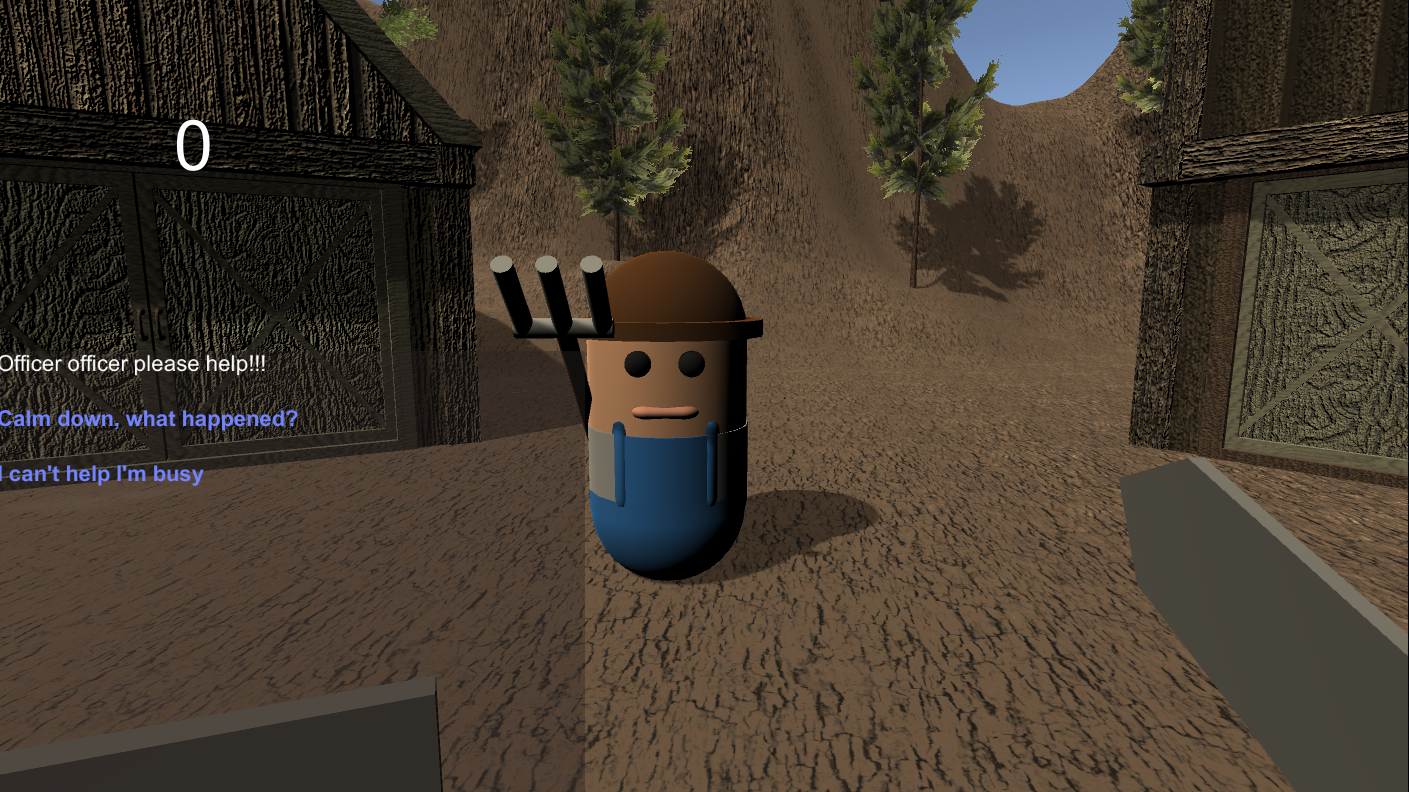 0
Officer officer please help!!!
Calm down, what happened?
I can't help I'm busy